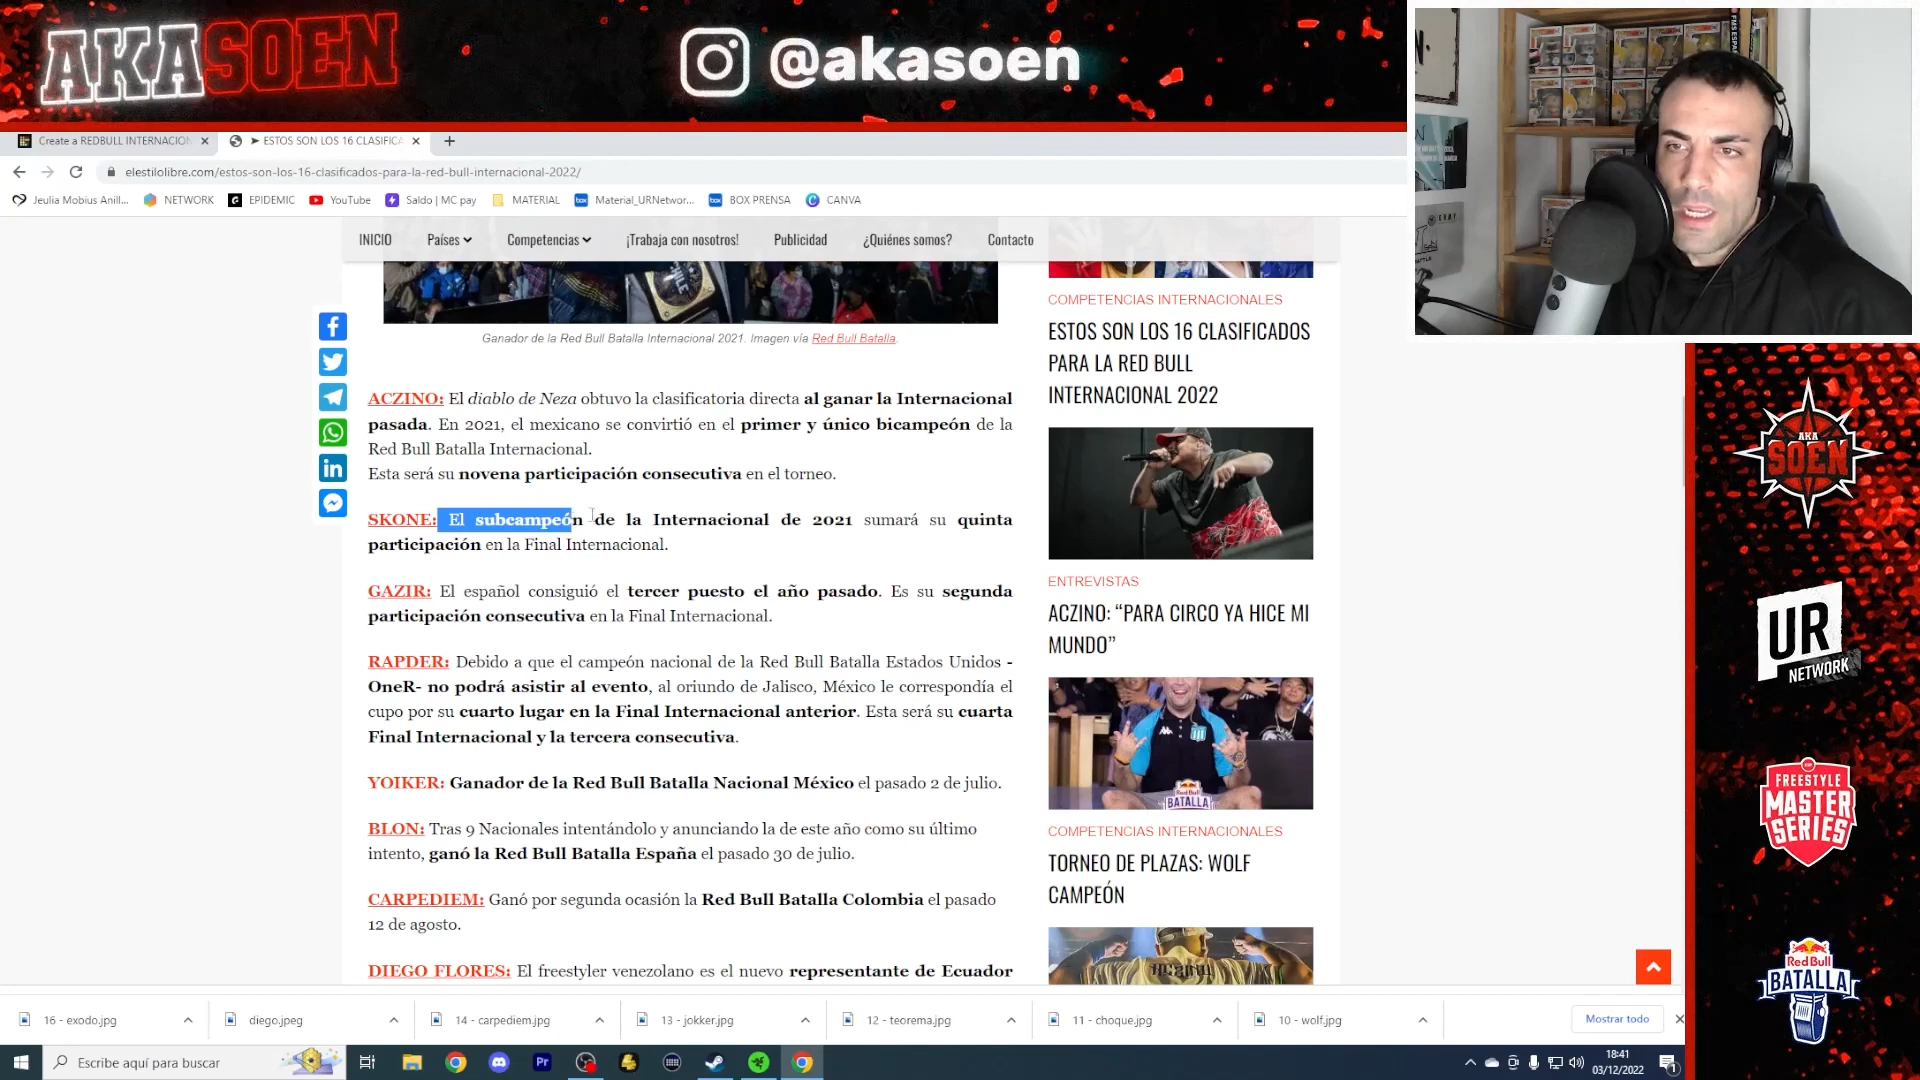 AKASOEN
@akasoen
Create a REDBULL INTERNACION
► ESTOS SON LOS 16 CLASIFICA
elestilolibre.com/estos-son-los-16-clasificados-para-la-red-bull-internacional-2022/
Jeulia Mobius Anill...
NETWORK
EPIDEMIC
YouTube
Saldo | MC pay
MATERIAL
Material_URNetwor...
BOX PRENSA
CANVA
INICIO
Países
Competencias
¡Trabaja con nosotros!
Publicidad
¿Quiénes somos?
Contacto
Ganador de la Red Bull Batalla Internacional 2021. Imagen vía Red Bull Batalla.
ACZINO: El diablo de Neza obtuvo la clasificatoria directa al ganar la Internacional
pasada. En 2021, el mexicano se convirtió en el primer y único bicampeón de la
Red Bull Batalla Internacional.
Esta será su novena participación consecutiva en el torneo.
SKONE: El subcampeón de la Internacional de 2021 sumará su quinta
participación en la Final Internacional.
GAZIR: El español consiguió el tercer puesto el año pasado. Es su segunda
participación consecutiva en la Final Internacional.
RAPDER: Debido a que el campeón nacional de la Red Bull Batalla Estados Unidos -
OneR- no podrá asistir al evento, al oriundo de Jalisco, México le correspondía el
cupo por su cuarto lugar en la Final Internacional anterior. Esta será su cuarta
Final Internacional y la tercera consecutiva.
YOIKER: Ganador de la Red Bull Batalla Nacional México el pasado 2 de julio.
BLON: Tras 9 Nacionales intentándolo y anunciando la de este año como su último
intento, ganó la Red Bull Batalla España el pasado 30 de julio.
CARPEDIEM: Ganó por segunda ocasión la Red Bull Batalla Colombia el pasado
12 de agosto.
DIEGO FLORES: El freestyler venezolano es el nuevo representante de Ecuador
COMPETENCIAS INTERNACIONALES
ESTOS SON LOS 16 CLASIFICADOS
PARA LA RED BULL
INTERNACIONAL 2022
ENTREVISTAS
ACZINO: “PARA CIRCO YA HICE MI
MUNDO”
Red Bull
BATALLA
COMPETENCIAS INTERNACIONALES
TORNEO DE PLAZAS: WOLF
CAMPEÓN
AKA
SOEN
UR
NETWORK
FREESTYLE
MASTER
SERIES
Red Bull
BATALLA
16 - exodo.jpg
diego.jpeg
14 - carpediem.jpg
13 - jokker.jpg
12 - teorema.jpg
11 - choque.jpg
10 - wolf.jpg
Mostrar todo
Escribe aquí para buscar
18:41
03/12/2022
1